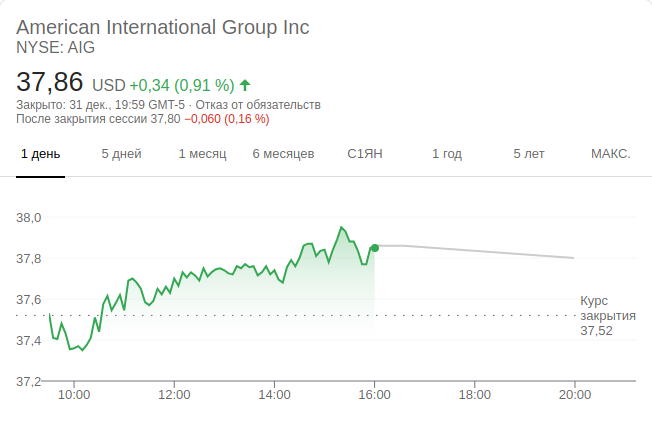 American International Group Inc
NYSE: AIG
37,86 USD +0,34 (0,91 %)
Закрыто: 31 дек., 19:59 GMT-5 · Отказ от обязательств
После закрытия сессии 37,80 −0,060 (0,16 %)
1 день 5 дней 1 месяц 6 месяцев С1ЯН 1 год 5 лет МАКС.
38,0
37,8
37,6
Курс
закрытия
37,52
37,4
37,2
10:00 12:00 14:00 16:00 18:00 20:00